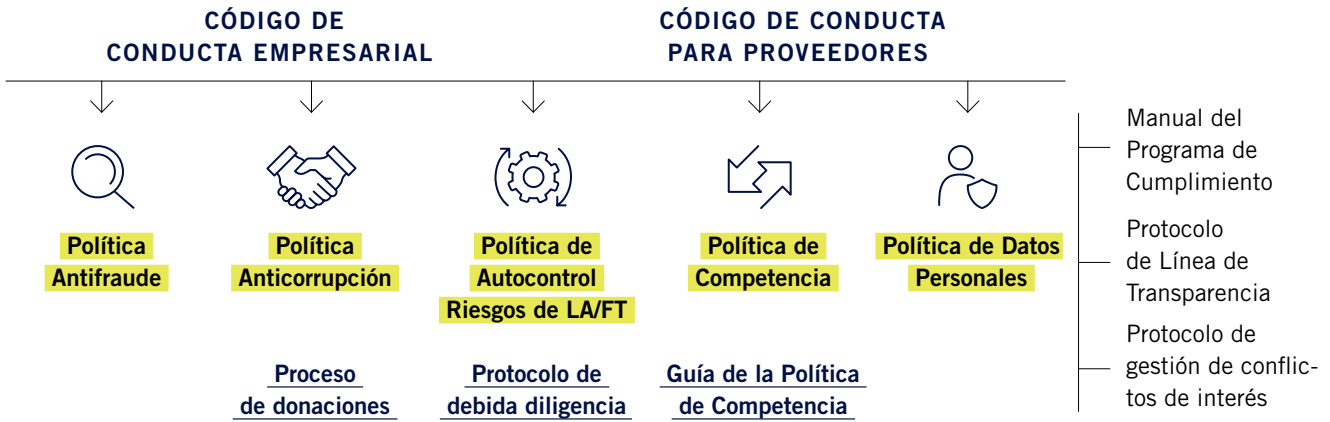 CÓDIGO DE
CONDUCTA EMPRESARIAL
CÓDIGO DE CONDUCTA
PARA PROVEEDORES
Política
Antifraude
Política
Anticorrupción
Política de
Autocontrol
Riesgos de LA/FT
Política de
Competencia
Política de Datos
Personales
Proceso
de donaciones
Protocolo de
debida diligencia
Guía de la Política
de Competencia
Manual del
Programa de
Cumplimiento
Protocolo
de Línea de
Transparencia
Protocolo de
gestión de conflic-
tos de interés